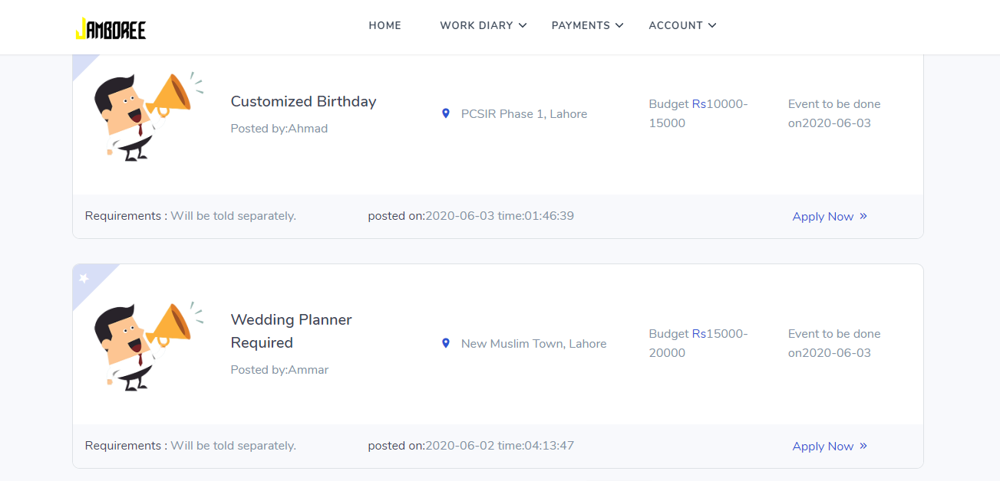 JAMBOREE
HOME
WORK DIARY
PAYMENTS
ACCOUNT
Customized Birthday
Posted by:Ahmad
PCSIR Phase 1, Lahore
Budget Rs10000-
15000
Event to be done
on2020-06-03
Requirements : Will be told separately.
posted on:2020-06-03 time:01:46:39
Apply Now »
Wedding Planner
Required
Posted by:Ammar
New Muslim Town, Lahore
Budget Rs15000-
20000
Event to be done
on2020-06-03
Requirements : Will be told separately.
posted on:2020-06-02 time:04:13:47
Apply Now »